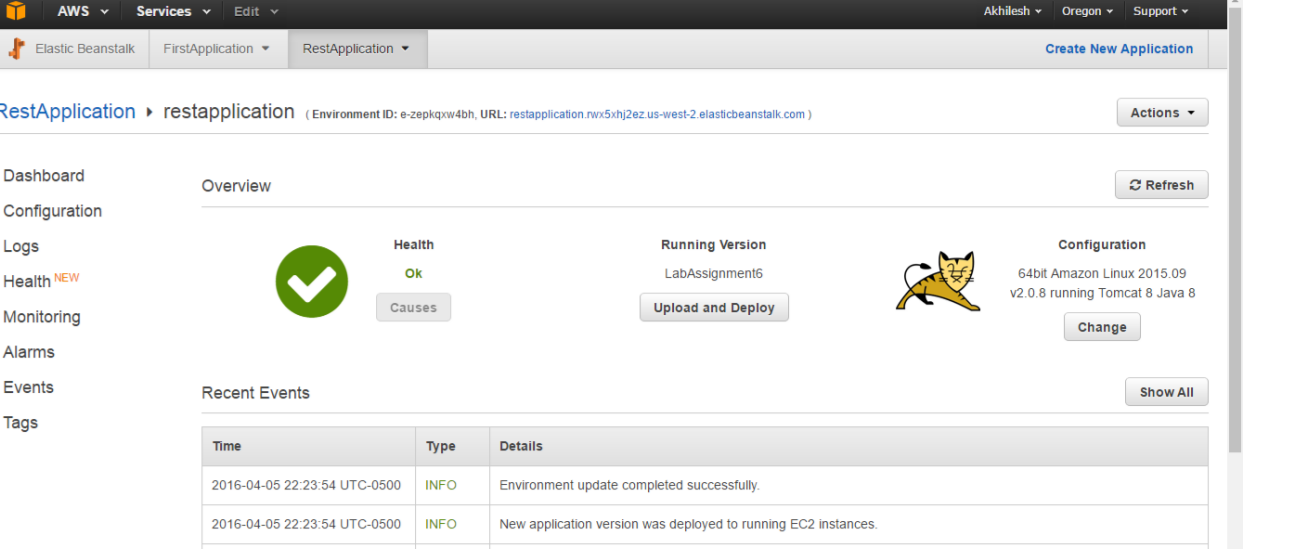 AWS Services Edit Akhilesh Oregon Support
Elastic Beanstalk FirstApplication RestApplication Create New Application
RestApplication restapplication ( Environment ID: e-zepkqxw4bh, URL: restapplication.rwx5xhj2ez.us-west-2.elasticbeanstalk.com ) Actions
Dashboard
Configuration
Logs
Health NEW
Monitoring
Alarms
Events
Tags
Overview Refresh
Health
Ok
Causes
Running Version
LabAssignment6
Upload and Deploy
Configuration
64bit Amazon Linux 2015.09
v2.0.8 running Tomcat 8 Java 8
Change
Recent Events Show All
Time Type Details
2016-04-05 22:23:54 UTC-0500 INFO Environment update completed successfully.
2016-04-05 22:23:54 UTC-0500 INFO New application version was deployed to running EC2 instances.